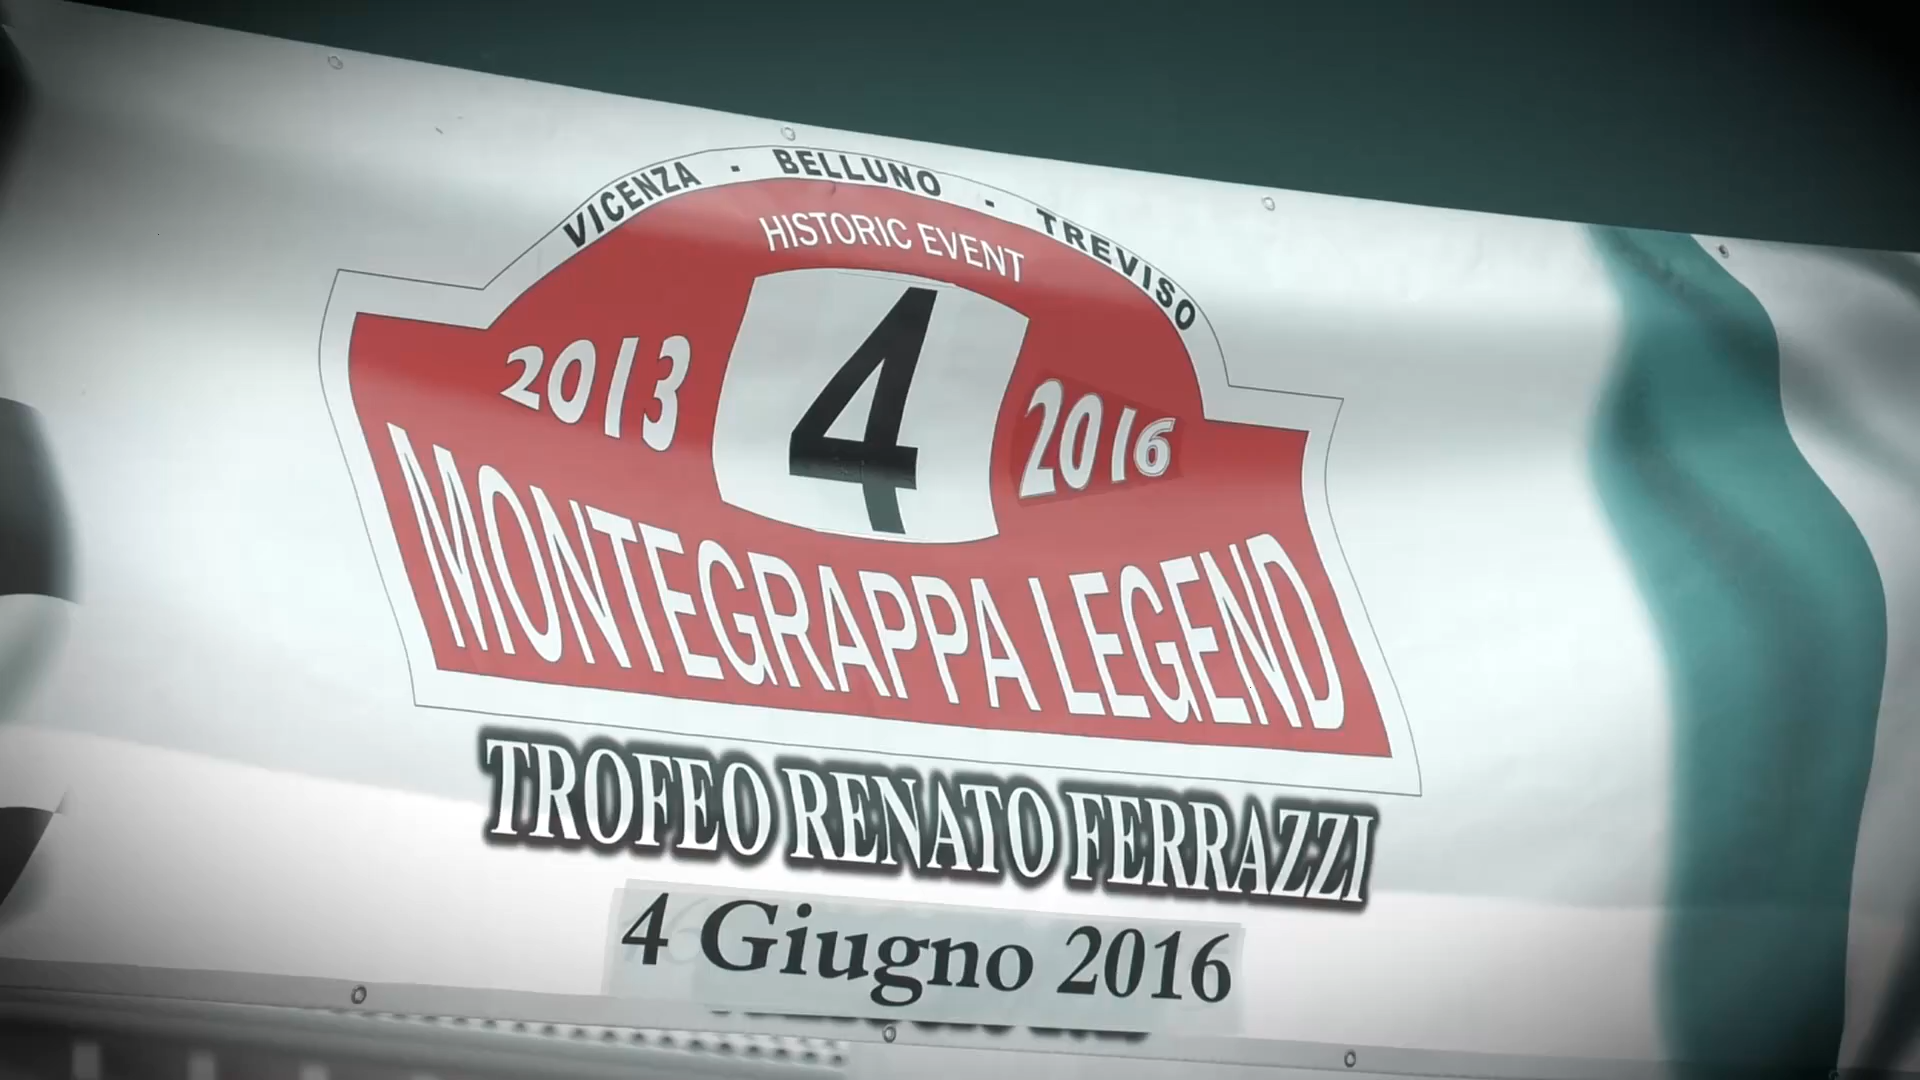 VICENZA - BELLUNO - TREVISO
HISTORIC EVENT
2013 4 2016
MONTEGRAPPA LEGEND
TROFEO RENATO FERRAZZI
4 Giugno 2016